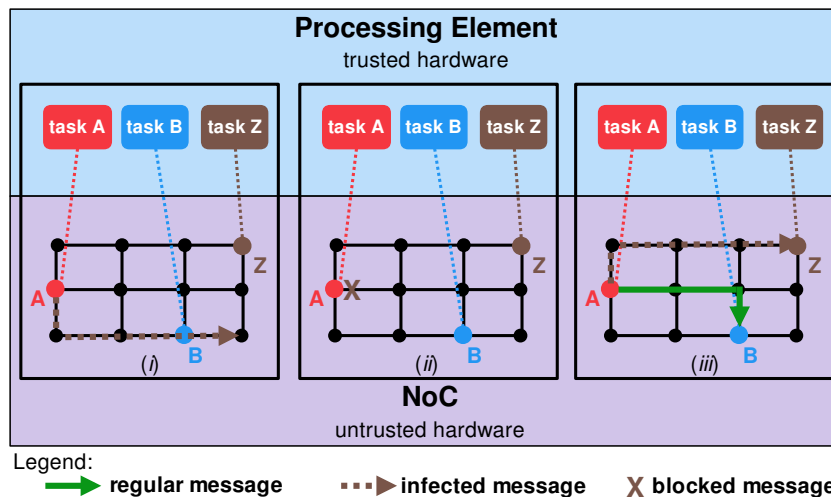 Processing Element
trusted hardware
task A task B task Z task A task B task Z task A task B task Z
Z Z Z
A A X A
B B B
(i) (ii) (iii)
NoC
untrusted hardware
Legend:
regular message infected message X blocked message